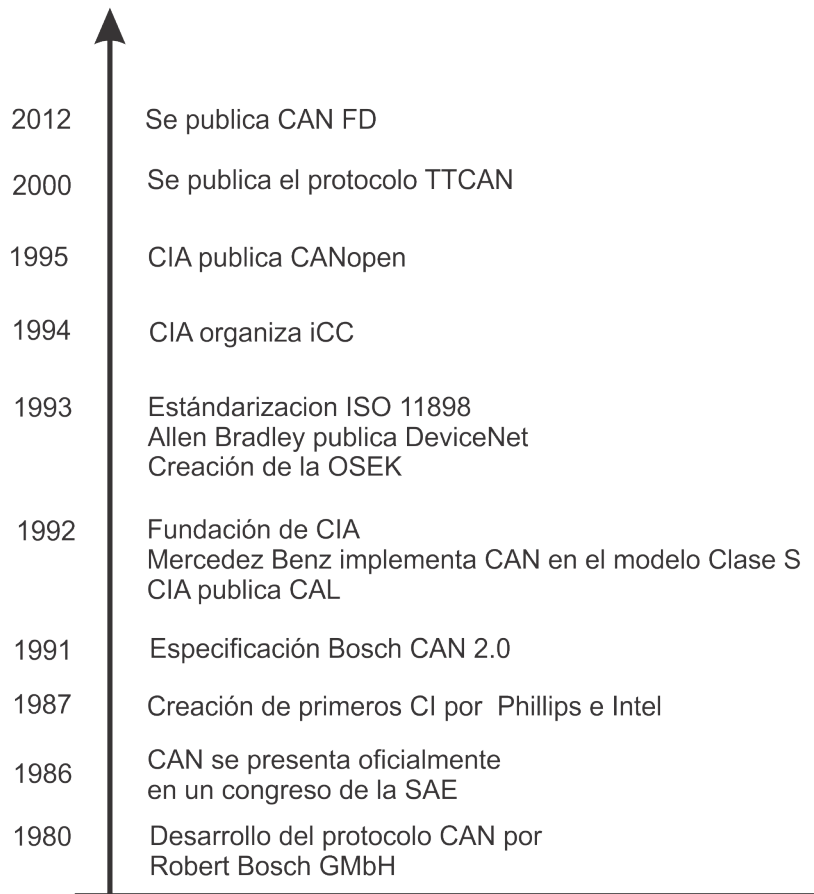 2012 Se publica CAN FD
2000 Se publica el protocolo TTCAN
1995 CIA publica CANopen
1994 CIA organiza iCC
1993 Estándarizacion ISO 11898
Allen Bradley publica DeviceNet
Creación de la OSEK
1992 Fundación de CIA
Mercedez Benz implementa CAN en el modelo Clase S
CIA publica CAL
1991 Especificación Bosch CAN 2.0
1987 Creación de primeros CI por Phillips e Intel
1986 CAN se presenta oficialmente
en un congreso de la SAE
1980 Desarrollo del protocolo CAN por
Robert Bosch GMbH